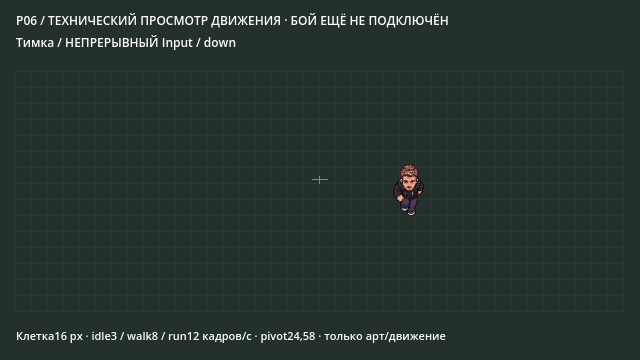 P06 / ТЕХНИЧЕСКИЙ ПРОСМОТР ДВИЖЕНИЯ · БОЙ ЕЩЁ НЕ ПОДКЛЮЧЁН
Тимка / НЕПРЕРЫВНЫЙ Input / down
Клетка16 px · idle3 / walk8 / run12 кадров/с · pivot24,58 · только арт/движение